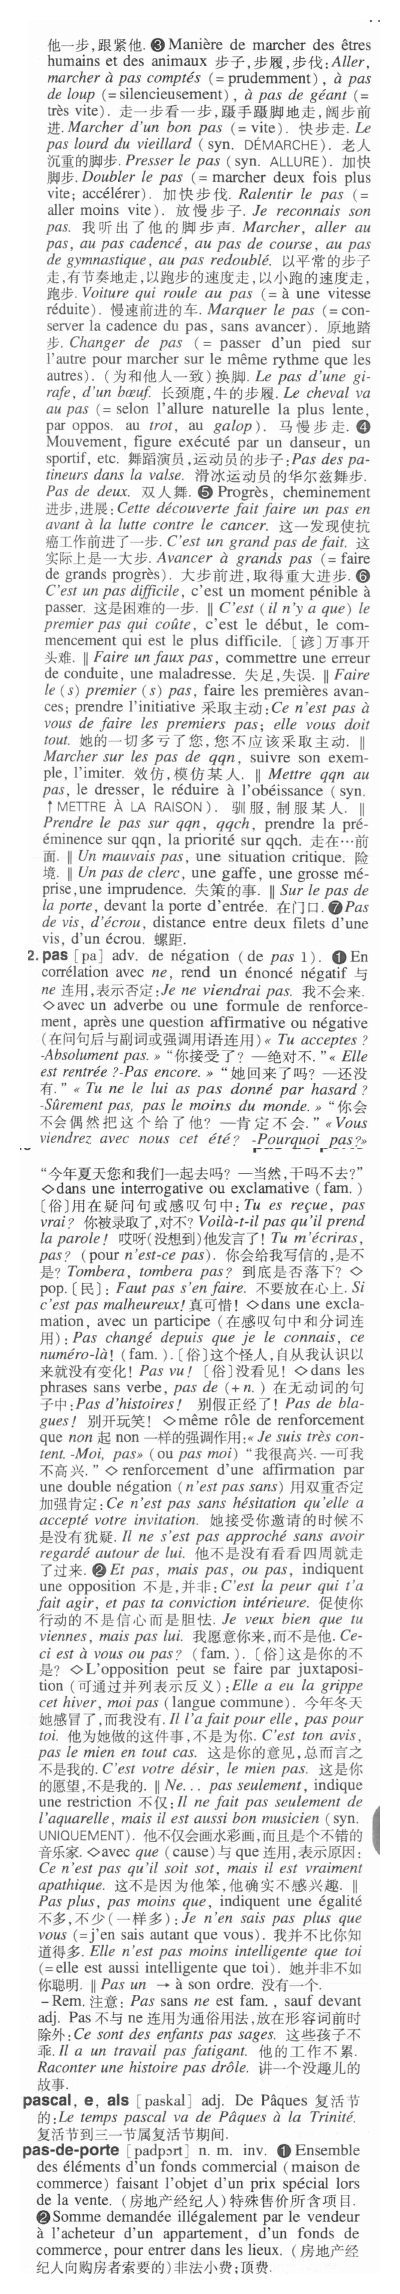 他一步,跟紧他. ❸ Manière de marcher des êtres
humains et des animaux 步子,步履,步伐: Aller,
marcher à pas comptés (= prudemment), à pas
de loup (= silencieusement), à pas de géant (=
très vite). 走一步看一步,蹑手蹑脚地走,阔步前
进. Marcher d'un bon pas (= vite). 快步走. Le
pas lourd du vieillard (syn. DÉMARCHE). 老人
沉重的脚步. Presser le pas (syn. ALLURE). 加快
脚步. Doubler le pas (= marcher deux fois plus
vite; accélérer). 加快步伐. Ralentir le pas (=
aller moins vite). 放慢步子. Je reconnais son
pas. 我听出了他的脚步声. Marcher, aller au
pas, au pas cadencé, au pas de course, au pas
de gymnastique, au pas redoublé. 以平常的步子
走,有节奏地走,以跑步的速度走,以小跑的速度走,
跑步. Voiture qui roule au pas (= à une vitesse
réduite). 慢速前进的车. Marquer le pas (= con-
server la cadence du pas, sans avancer). 原地踏
步. Changer de pas (= passer d'un pied sur
l'autre pour marcher sur le même rythme que les
autres). (为和他人一致)换脚. Le pas d'une gi-
rafe, d'un bœuf. 长颈鹿,牛的步履. Le cheval va
au pas (= selon l'allure naturelle la plus lente,
par oppos. au trot, au galop). 马慢步走. ❹
Mouvement, figure exécuté par un danseur, un
sportif, etc. 舞蹈演员,运动员的步子: Pas des pa-
tineurs dans la valse. 滑冰运动员的华尔兹舞步.
Pas de deux. 双人舞. ❺ Progrès, cheminement
进步,进展: Cette découverte fait faire un pas en
avant à la lutte contre le cancer. 这一发现使抗
癌工作前进了一步. C'est un grand pas de fait. 这
实际上是一大步. Avancer à grands pas (= faire
de grands progrès). 大步前进,取得重大进步. ❻
C'est un pas difficile, c'est un moment pénible à
passer. 这是困难的一步. ‖ C'est (il n'y a que) le
premier pas qui coûte, c'est le début, le com-
mencement qui est le plus difficile. [谚]万事开
头难. ‖ Faire un faux pas, commettre une erreur
de conduite, une maladresse. 失足,失误. ‖ Faire
le (s) premier (s) pas, faire les premières avan-
ces; prendre l'initiative 采取主动: Ce n'est pas à
vous de faire les premiers pas; elle vous doit
tout. 她的一切多亏了您,您不应该采取主动. ‖
Marcher sur les pas de qqn, suivre son exem-
ple, l'imiter. 效仿,模仿某人. ‖ Mettre qqn au
pas, le dresser, le réduire à l'obéissance (syn.
↑METTRE À LA RAISON). 驯服,制服某人. ‖
Prendre le pas sur qqn, qqch, prendre la pré-
éminence sur qqn, la priorité sur qqch. 走在…前
面. ‖ Un mauvais pas, une situation critique. 险
境. ‖ Un pas de clerc, une gaffe, une grosse mé-
prise,une imprudence. 失策的事. ‖ Sur le pas de
la porte, devant la porte d'entrée. 在门口. ❼ Pas
de vis, d'écrou, distance entre deux filets d'une
vis, d'un écrou. 螺距.
2. pas [pa] adv. de négation (de pas 1). ❶ En
corrélation avec ne, rend un énoncé négatif 与
ne 连用,表示否定: Je ne viendrai pas. 我不会来.
◇avec un adverbe ou une formule de renforce-
ment, après une question affirmative ou négative
(在问句后与副词或强调用语连用) « Tu acceptes ?
-Absolument pas. » “你接受了? —绝对不.” « Elle
est rentrée ?-Pas encore. » “她回来了吗? —还没
有.” « Tu ne le lui as pas donné par hasard ?
-Sûrement pas, pas le moins du monde. » “你会
不会偶然把这个给了他? —肯定不会.” « Vous
viendrez avec nous cet été? -Pourquoi pas?»
“今年夏天您和我们一起去吗? —当然,干吗不去?”
◇dans une interrogative ou exclamative (fam.)
[俗]用在疑问句或感叹句中: Tu es reçue, pas
vrai? 你被录取了,对不? Voilà-t-il pas qu'il prend
la parole! 哎呀(没想到)他发言了! Tu m'écriras,
pas? (pour n'est-ce pas). 你会给我写信的,是不
是? Tombera, tombera pas? 到底是否落下? ◇
pop. [民]: Faut pas s'en faire. 不要放在心上. Si
c'est pas malheureux! 真可惜! ◇dans une excla-
mation, avec un participe (在感叹句中和分词连
用): Pas changé depuis que je le connais, ce
numéro-là! (fam.). [俗]这个怪人,自从我认识以
来就没有变化! Pas vu! [俗]没看见! ◇dans les
phrases sans verbe, pas de (+n.) 在无动词的句
子中: Pas d'histoires! 别假正经了! Pas de bla-
gues! 别开玩笑! ◇même rôle de renforcement
que non 起 non 一样的强调作用: « Je suis très con-
tent. -Moi, pas» (ou pas moi) “我很高兴. —可我
不高兴.” ◇ renforcement d'une affirmation par
une double négation (n'est pas sans) 用双重否定
加强肯定: Ce n'est pas sans hésitation qu'elle a
accepté votre invitation. 她接受你邀请的时候不
是没有犹疑. Il ne s'est pas approché sans avoir
regardé autour de lui. 他不是没有看看四周就走
了过来. ❷ Et pas, mais pas, ou pas, indiquent
une opposition 不是,并非: C'est la peur qui t'a
fait agir, et pas ta conviction intérieure. 促使你
行动的不是信心而是胆怯. Je veux bien que tu
viennes, mais pas lui. 我愿意你来,而不是他. Ce-
ci est à vous ou pas? (fam.). [俗]这是你的不
是? ◇L'opposition peut se faire par juxtaposi-
tion (可通过并列表示反义): Elle a eu la grippe
cet hiver, moi pas (langue commune). 今年冬天
她感冒了,而我没有. Il l'a fait pour elle, pas pour
toi. 他为她做的这件事,不是为你. C'est ton avis,
pas le mien en tout cas. 这是你的意见,总而言之
不是我的. C'est votre désir, le mien pas. 这是你
的愿望,不是我的. ‖ Ne... pas seulement, indique
une restriction 不仅: Il ne fait pas seulement de
l'aquarelle, mais il est aussi bon musicien (syn.
UNIQUEMENT). 他不仅会画水彩画,而且是个不错的
音乐家. ◇avec que (cause) 与 que 连用,表示原因:
Ce n'est pas qu'il soit sot, mais il est vraiment
apathique. 这不是因为他笨,他确实不感兴趣. ‖
Pas plus, pas moins que, indiquent une égalité
不多,不少(一样多): Je n'en sais pas plus que
vous (=j'en sais autant que vous). 我并不比你知
道得多. Elle n'est pas moins intelligente que toi
(=elle est aussi intelligente que toi). 她并非不如
你聪明. ‖ Pas un → à son ordre. 没有一个.
–Rem. 注意: Pas sans ne est fam., sauf devant
adj. Pas 不与 ne 连用为通俗用法,放在形容词前时
除外: Ce sont des enfants pas sages. 这些孩子不
乖. Il a un travail pas fatigant. 他的工作不累.
Raconter une histoire pas drôle. 讲一个没趣儿的
故事.
pascal, e, als [paskal] adj. De Pâques 复活节
的: Le temps pascal va de Pâques à la Trinité.
复活节到三一节属复活节期间.
pas-de-porte [padpɔrt] n. m. inv. ❶ Ensemble
des éléments d'un fonds commercial (maison de
commerce) faisant l'objet d'un prix spécial lors
de la vente. (房地产经纪人)特殊售价所含项目.
❷ Somme demandée illégalement par le vendeur
à l'acheteur d'un appartement, d'un fonds de
commerce, pour entrer dans les lieux. (房地产经
纪人向购房者索要的)非法小费;顶费.